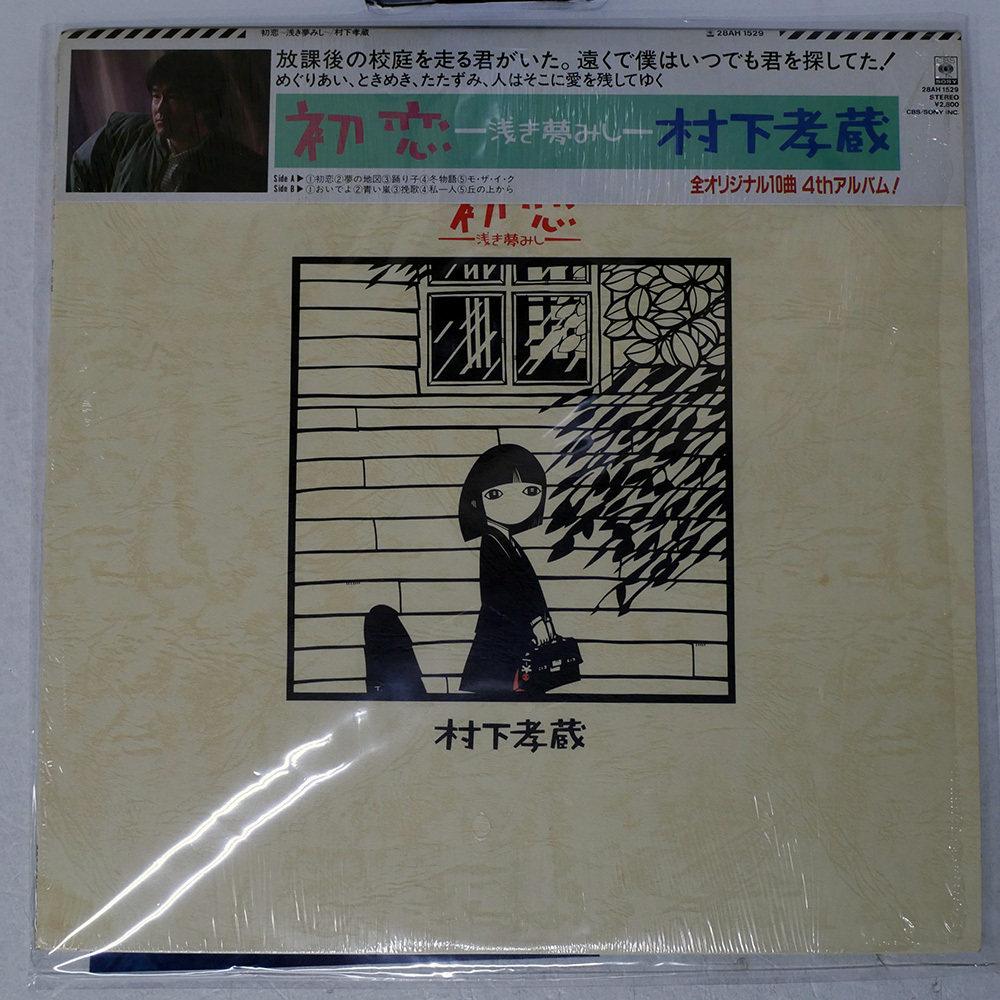 初恋-浅き夢みし-/村下孝蔵
28AH 1529
放課後の校庭を走る君がいた。遠くで僕はいつでも君を探してた!
めぐりあい、ときめき、たたずみ、人はそこに愛を残してゆく
CBS
SONY
28AH 1529
STEREO
¥2,800
CBS/SONY INC.
初恋―浅き夢みし―村下孝蔵
Side A▶①初恋②夢の地図③踊り子④冬物語⑤モ・ザ・イ・ク
Side B▶①おいでよ②青い嵐③挽歌④私一人⑤丘の上から
全オリジナル10曲 4thアルバム!
初恋
―浅き夢みし―
村下孝蔵